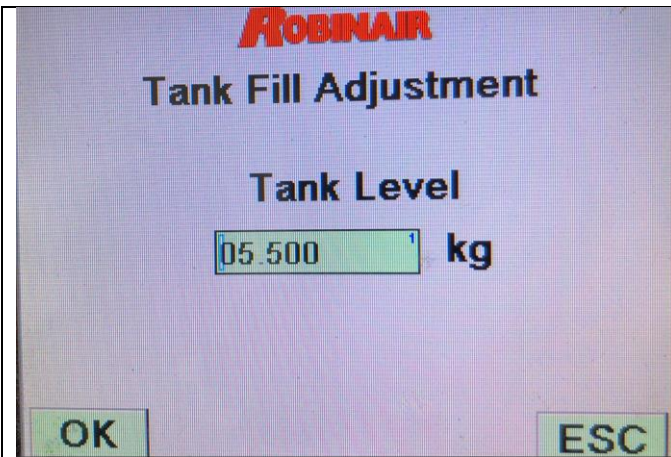 ROBINAIR
Tank Fill Adjustment
Tank Level
05.500 1 kg
OK ESC